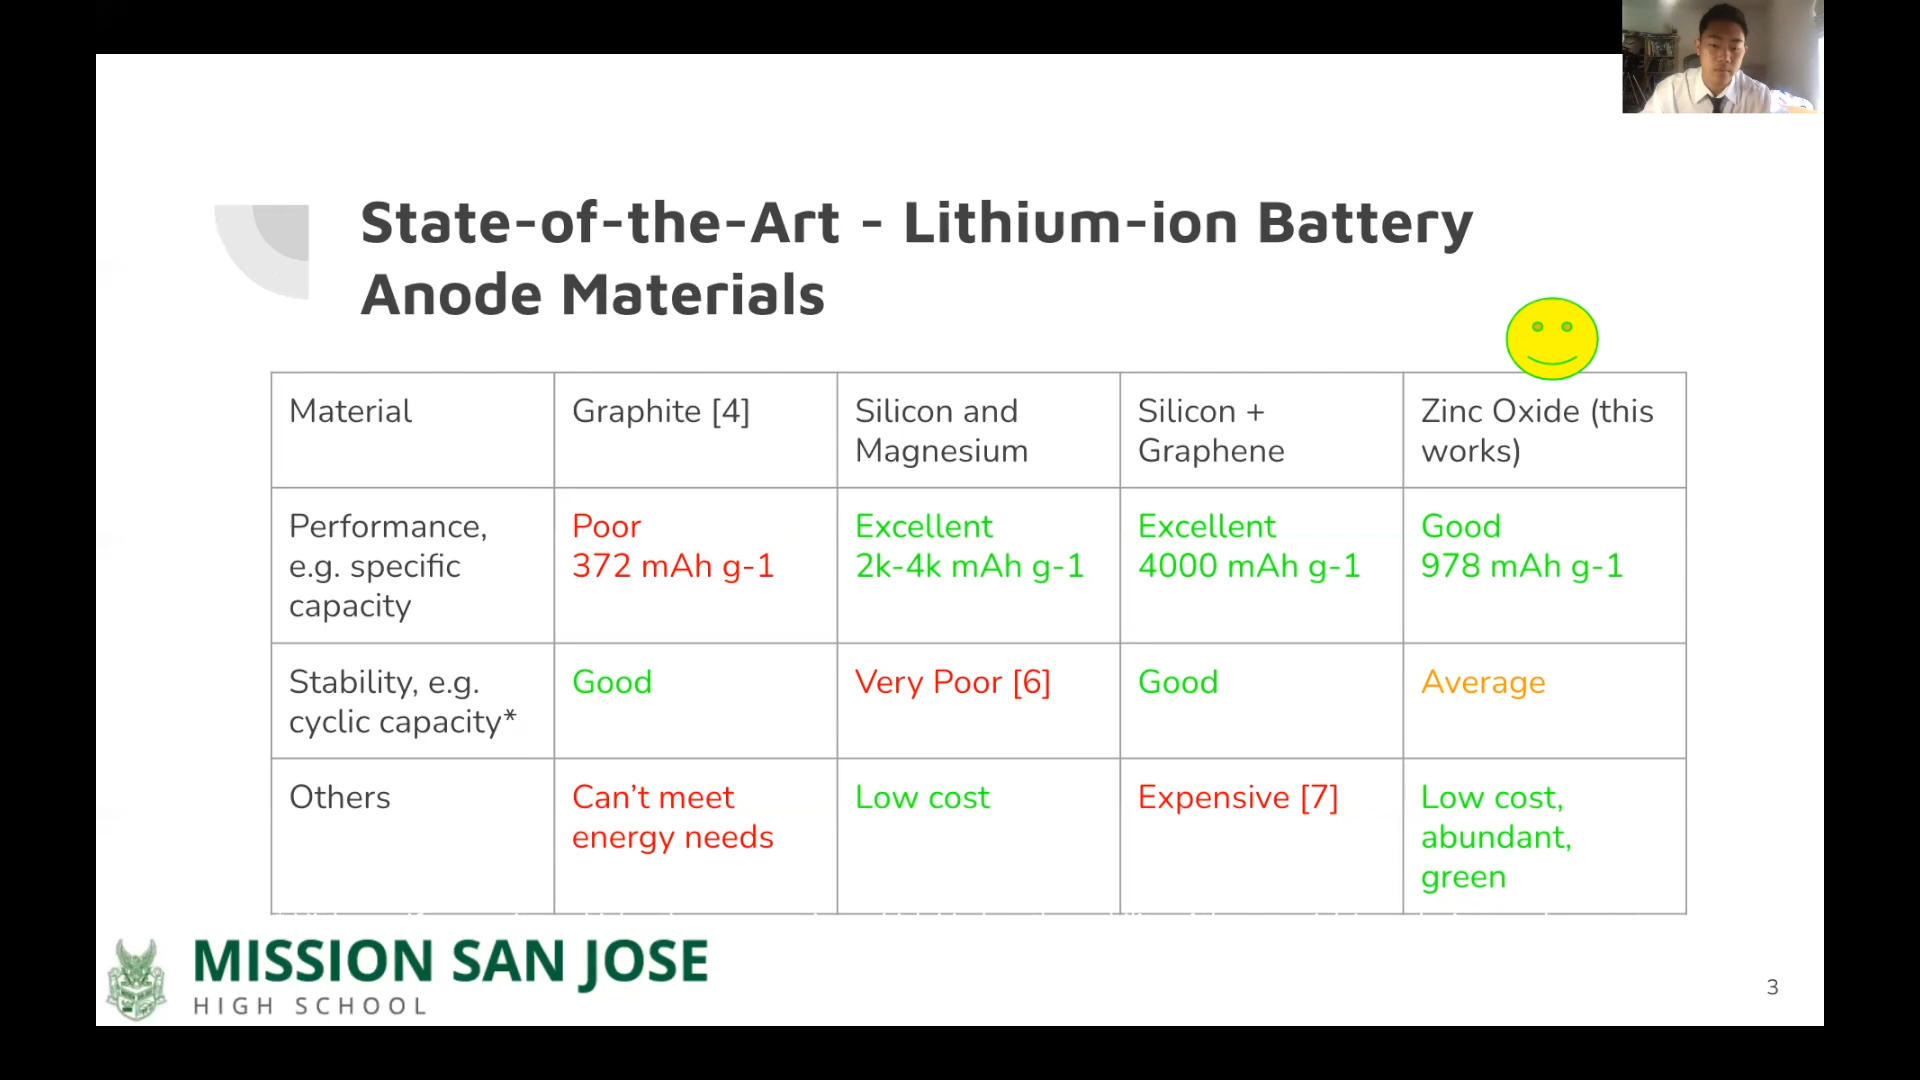 State-of-the-Art - Lithium-ion Battery
Anode Materials
Material
Graphite [4]
Silicon and
Magnesium
Silicon +
Graphene
Zinc Oxide (this
works)
Performance,
e.g. specific
capacity
Poor
372 mAh g-1
Excellent
2k-4k mAh g-1
Excellent
4000 mAh g-1
Good
978 mAh g-1
Stability, e.g.
cyclic capacity*
Good
Very Poor [6]
Good
Average
Others
Can’t meet
energy needs
Low cost
Expensive [7]
Low cost,
abundant,
green
MISSION SAN JOSE
HIGH SCHOOL
3